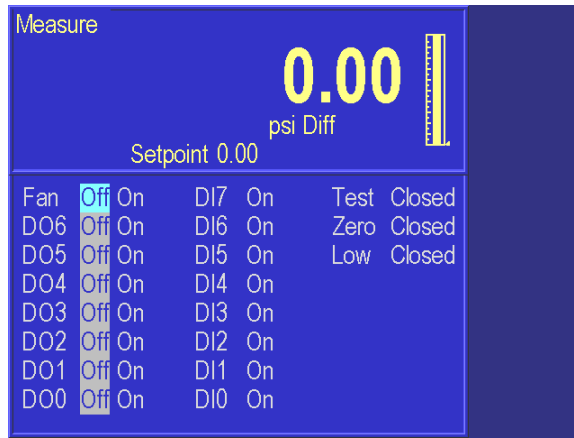 Measure
0.00
psi Diff
Setpoint 0.00
Fan Off On DI7 On Test Closed
DO6 Off On DI6 On Zero Closed
DO5 Off On DI5 On Low Closed
DO4 Off On DI4 On
DO3 Off On DI3 On
DO2 Off On DI2 On
DO1 Off On DI1 On
DO0 Off On DI0 On